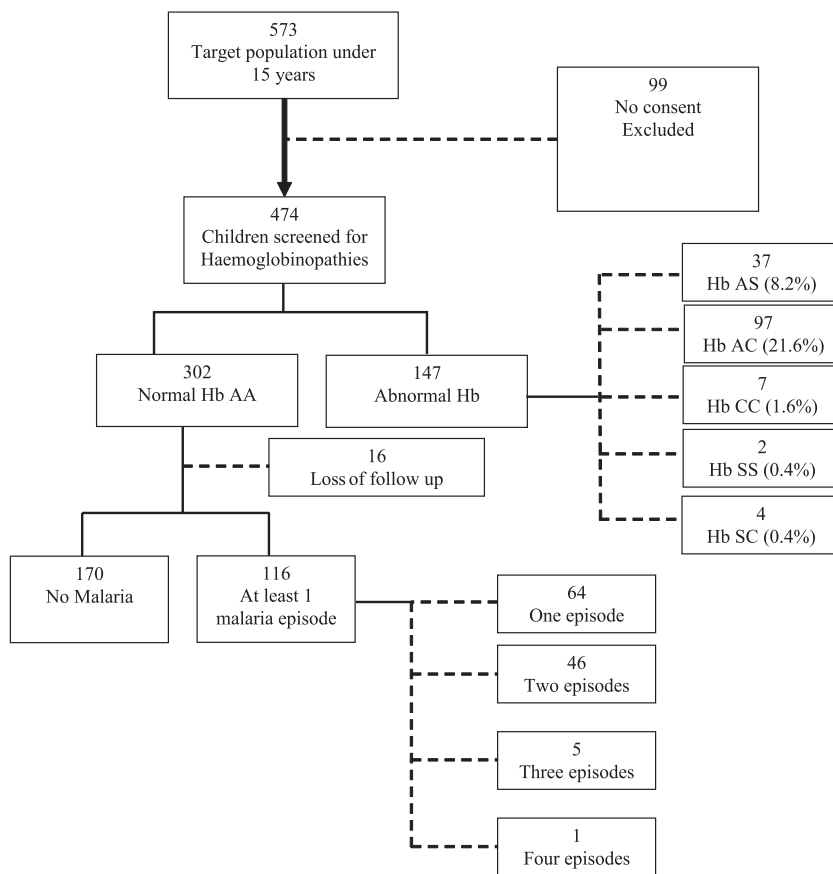 573
Target population under
15 years
99
No consent
Excluded
474
Children screened for
Haemoglobinopathies
37
Hb AS (8.2%)
97
Hb AC (21.6%)
302
Normal Hb AA
147
Abnormal Hb
7
Hb CC (1.6%)
16
Loss of follow up
2
Hb SS (0.4%)
4
Hb SC (0.4%)
170
No Malaria
116
At least 1
malaria episode
64
One episode
46
Two episodes
5
Three episodes
1
Four episodes